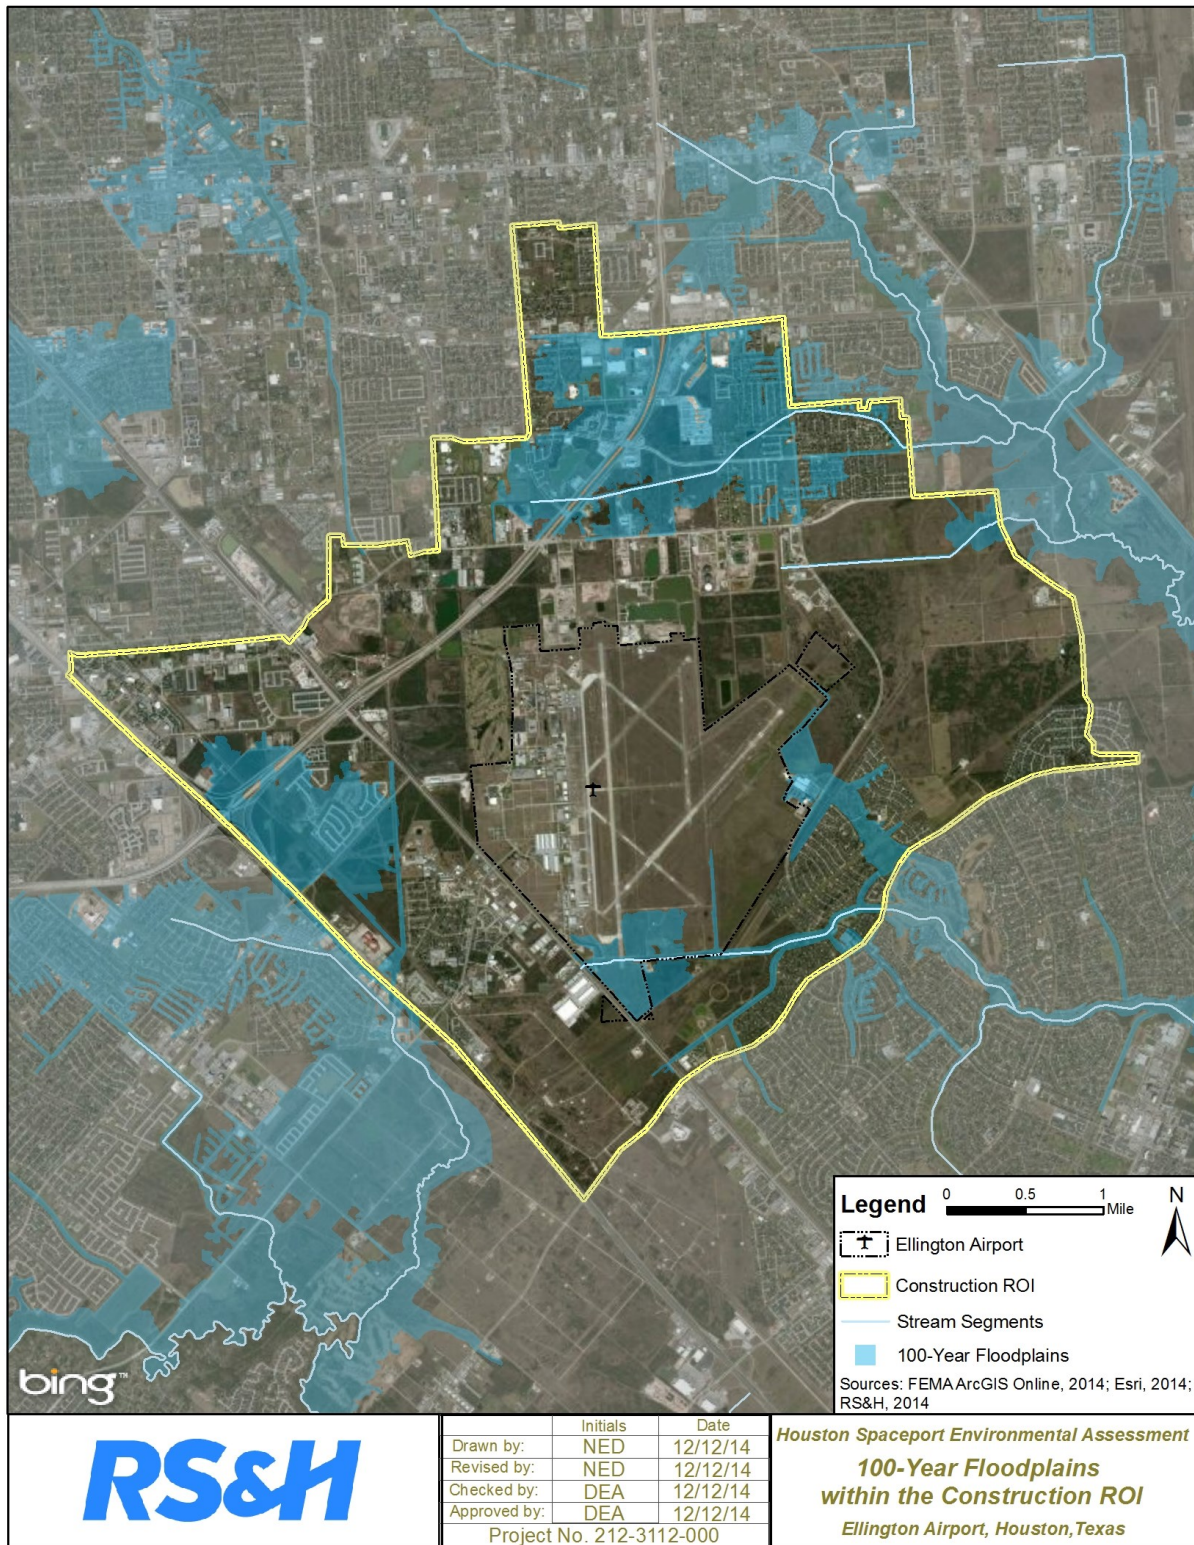 Legend
0 0.5 1
Mile
N
Ellington Airport
Construction ROI
Stream Segments
100-Year Floodplains
Sources: FEMA ArcGIS Online, 2014; Esri, 2014;
RS&H, 2014
bing™
RS&H
Initials Date
Drawn by: NED 12/12/14
Revised by: NED 12/12/14
Checked by: DEA 12/12/14
Approved by: DEA 12/12/14
Project No. 212-3112-000
Houston Spaceport Environmental Assessment
100-Year Floodplains
within the Construction ROI
Ellington Airport, Houston,Texas